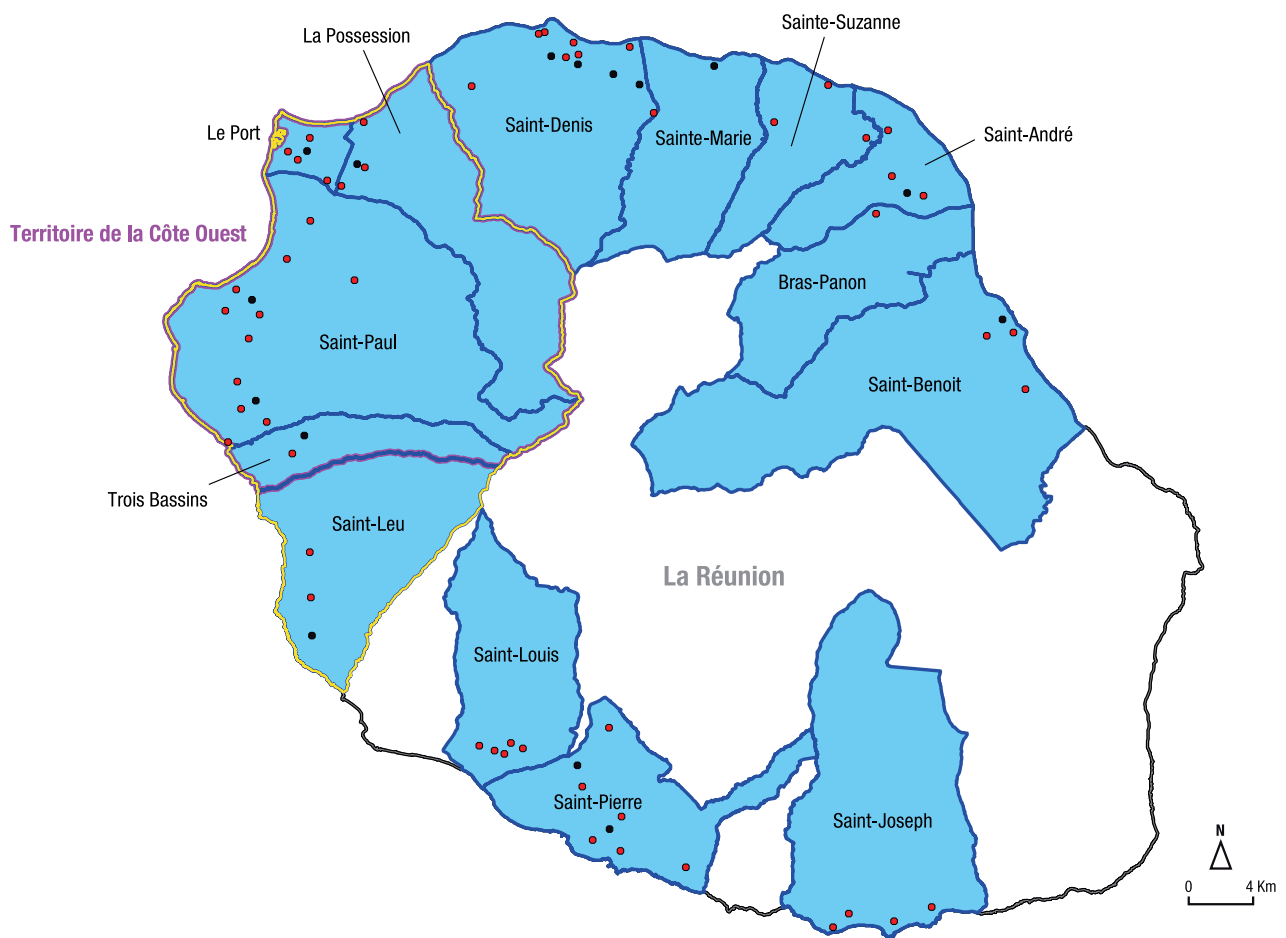 Sainte-Suzanne
La Possession
Le Port
Saint-Denis
Sainte-Marie
Saint-André
Territoire de la Côte Ouest
Bras-Panon
Saint-Paul
Saint-Benoit
Trois Bassins
Saint-Leu
La Réunion
Saint-Louis
Saint-Pierre
Saint-Joseph
N
0 4 Km